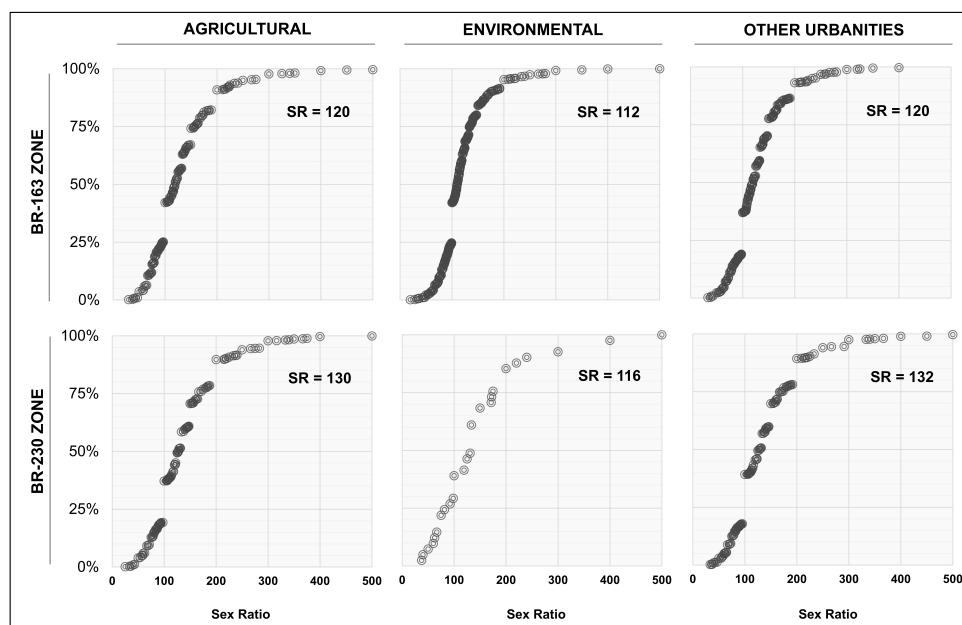 AGRICULTURAL ENVIRONMENTAL OTHER URBANITIES
BR-163 ZONE
100%
75%
50%
25%
0%
SR = 120
SR = 112
SR = 120
BR-230 ZONE
100%
75%
50%
25%
0%
SR = 130
SR = 116
SR = 132
0 100 200 300 400 500
0 100 200 300 400 500
0 100 200 300 400 500
Sex Ratio Sex Ratio Sex Ratio